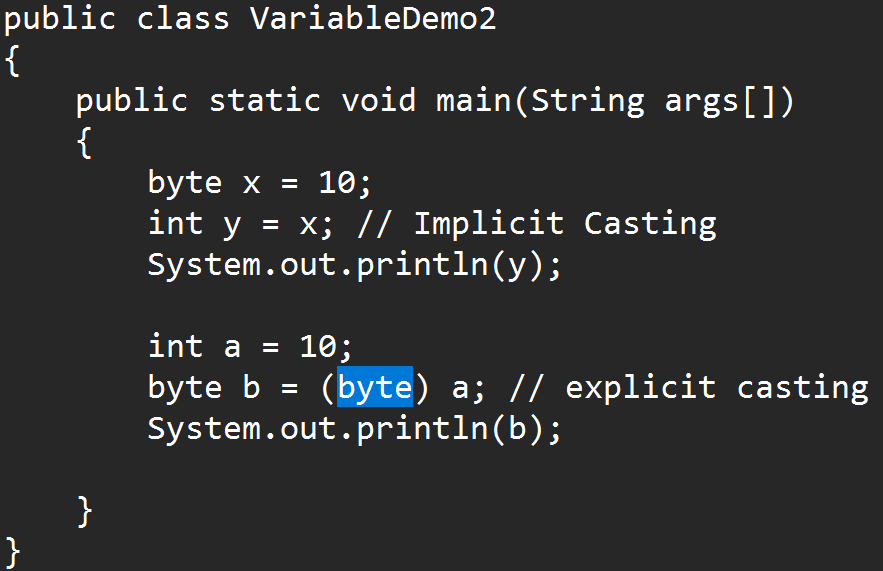 public class VariableDemo2
{
    public static void main(String args[])
    {
        byte x = 10;
        int y = x; // Implicit Casting
        System.out.println(y);

        int a = 10;
        byte b = (byte) a; // explicit casting
        System.out.println(b);

    }
}